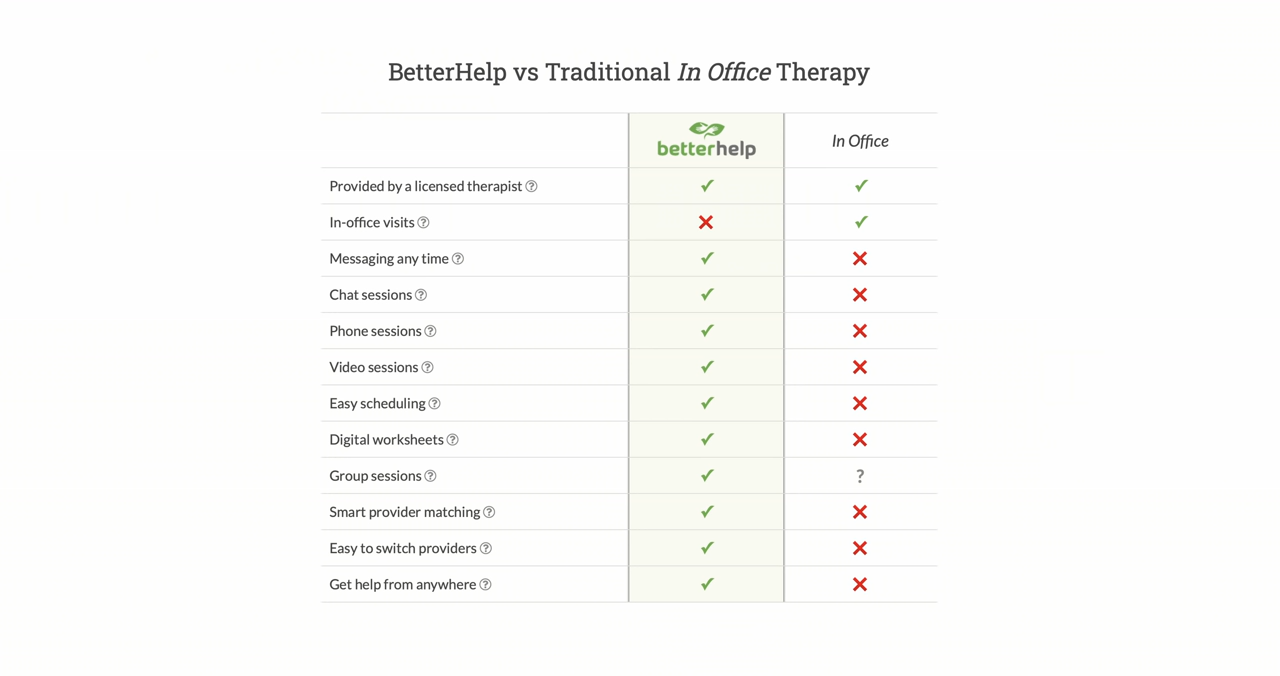 BetterHelp vs Traditional In Office Therapy
betterhelp In Office
Provided by a licensed therapist ? ✓ ✓
In-office visits ? ✗ ✓
Messaging any time ? ✓ ✗
Chat sessions ? ✓ ✗
Phone sessions ? ✓ ✗
Video sessions ? ✓ ✗
Easy scheduling ? ✓ ✗
Digital worksheets ? ✓ ✗
Group sessions ? ✓ ?
Smart provider matching ? ✓ ✗
Easy to switch providers ? ✓ ✗
Get help from anywhere ? ✓ ✗